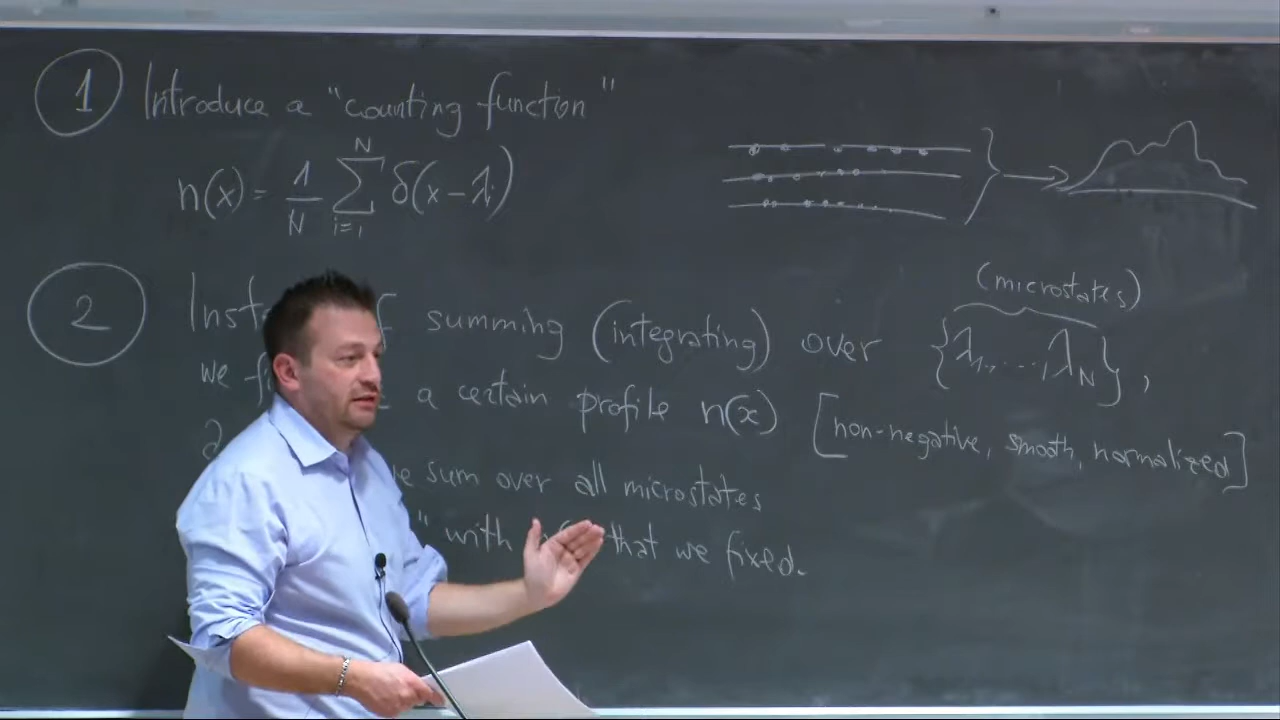 1 Introduce a "counting function"
n(x) = 1/N ∑_{i=1}^{N} δ(x-λ_i)
(microstates)
2 summing (integrating) over {λ_1, ..., λ_N},
we a certain profile n(x) [non-negative, smooth, normalized]
sum over all microstates
" with that we fixed.